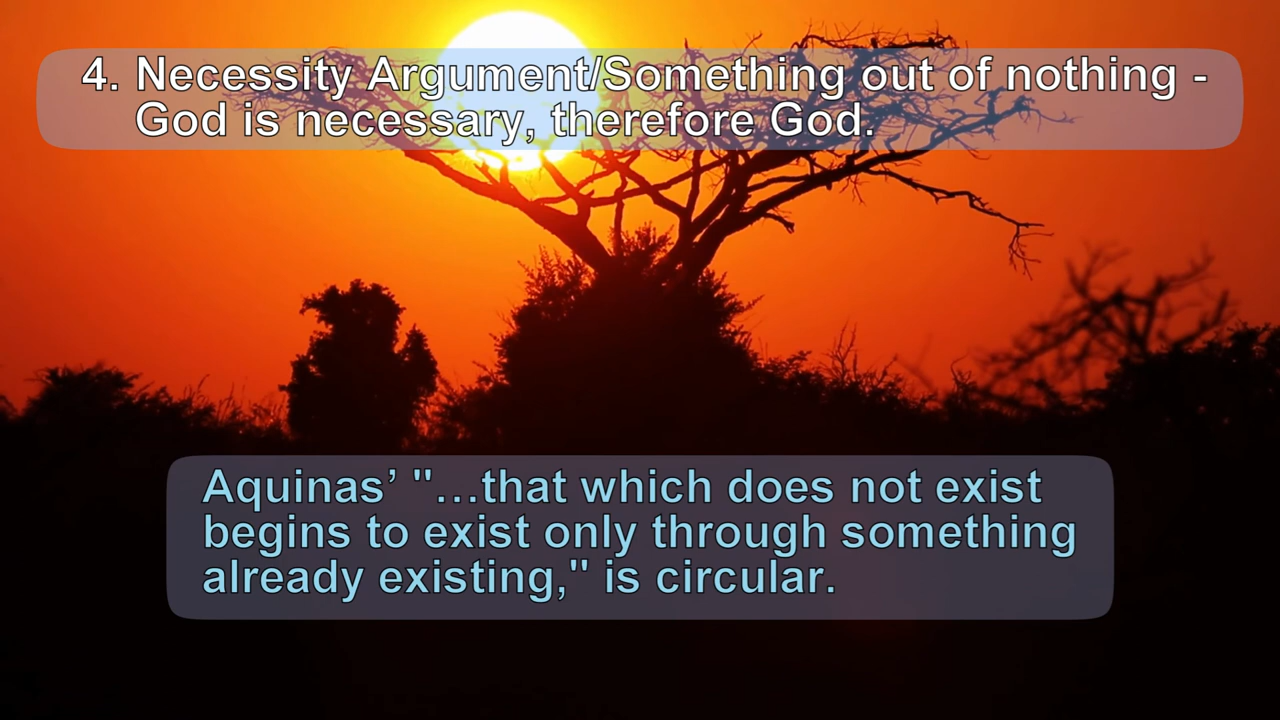 4. Necessity Argument/Something out of nothing -
God is necessary, therefore God.
Aquinas’ "…that which does not exist
begins to exist only through something
already existing," is circular.